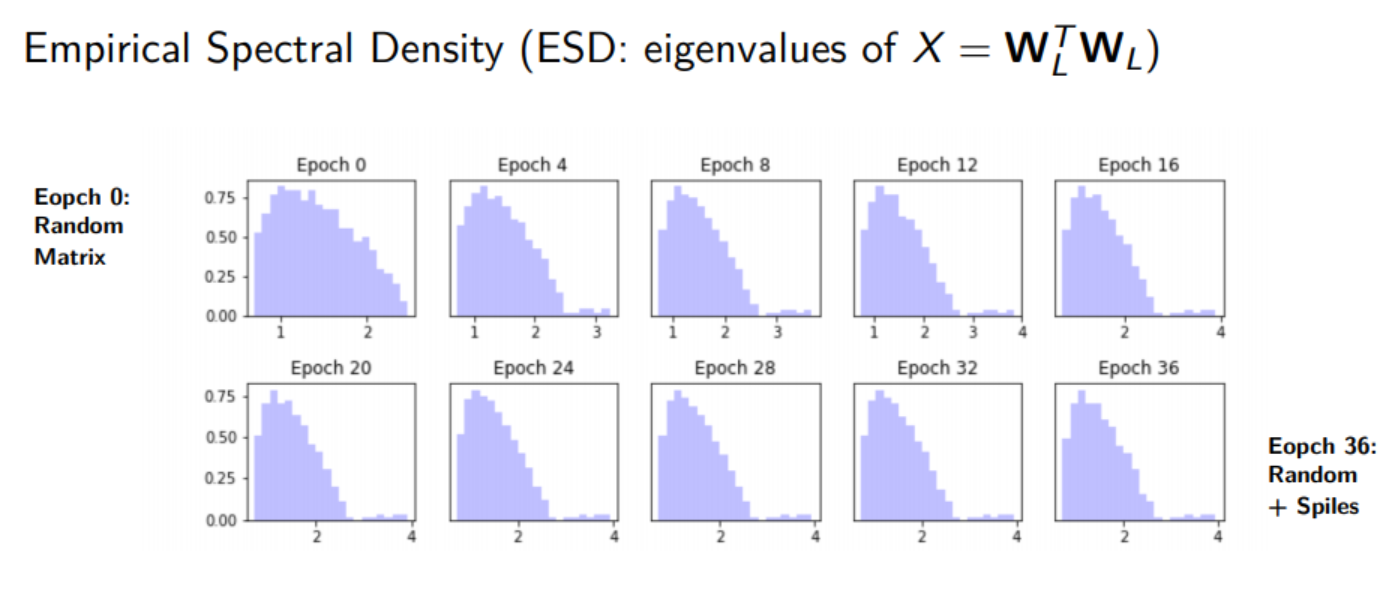 Empirical Spectral Density (ESD: eigenvalues of X = W_L^T W_L)
Eopch 0:
Random
Matrix
Epoch 0
Epoch 4
Epoch 8
Epoch 12
Epoch 16
0.75
0.50
0.25
0.00
1 2
1 2 3
1 2 3
1 2 3 4
2 4
Epoch 20
Epoch 24
Epoch 28
Epoch 32
Epoch 36
0.75
0.50
0.25
0.00
2 4
2 4
2 4
2 4
2 4
Eopch 36:
Random
+ Spiles